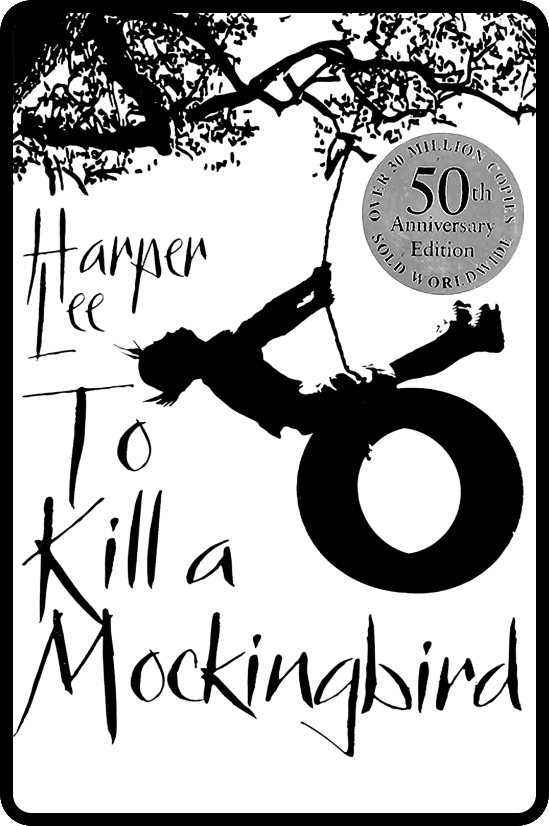 Harper
Lee
To
Kill a
Mockingbird
OVER 30 MILLION COPIES
50th
Anniversary
Edition
SOLD WORLDWIDE